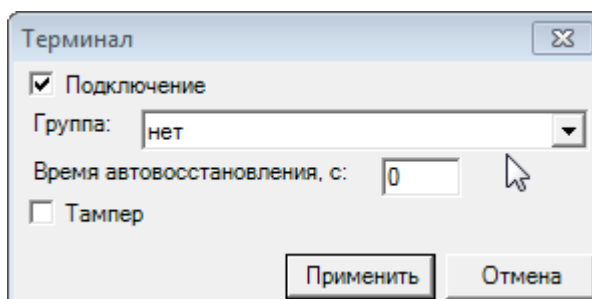 Терминал
Подключение
Группа: нет
Время автовосстановления, с: 0
Тампер
Применить Отмена